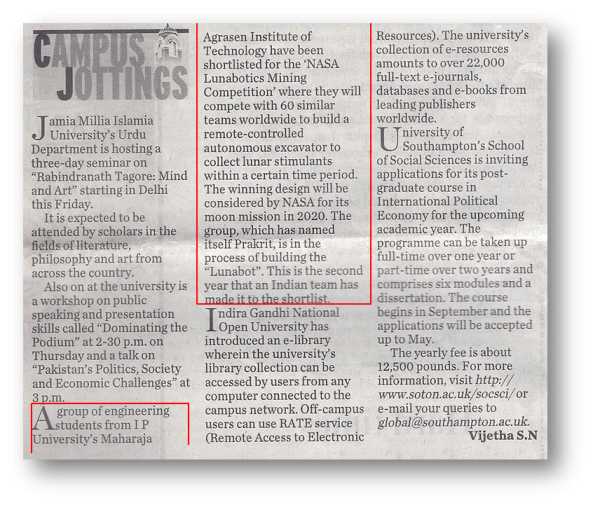 CAMPUS
JOTTINGS
Jamia Millia Islamia
University's Urdu
Department is hosting a
three-day seminar on
"Rabindranath Tagore: Mind
and Art" starting in Delhi
this Friday.
It is expected to be
attended by scholars in the
fields of literature,
philosophy and art from
across the country.
Also on at the university is
a workshop on public
speaking and presentation
skills called "Dominating the
Podium" at 2-30 p.m. on
Thursday and a talk on
"Pakistan's Politics, Society
and Economic Challenges" at
3 p.m.
A group of engineering
students from I P
University's Maharaja
Agrasen Institute of
Technology have been
shortlisted for the 'NASA
Lunabotics Mining
Competition' where they will
compete with 60 similar
teams worldwide to build a
remote-controlled
autonomous excavator to
collect lunar stimulants
within a certain time period.
The winning design will be
considered by NASA for its
moon mission in 2020. The
group, which has named
itself Prakrit, is in the
process of building the
"Lunabot". This is the second
year that an Indian team has
made it to the shortlist.
Indira Gandhi National
Open University has
introduced an e-library
wherein the university's
library collection can be
accessed by users from any
computer connected to the
campus network. Off-campus
users can use RATE service
(Remote Access to Electronic
Resources). The university's
collection of e-resources
amounts to over 22,000
full-text e-journals,
databases and e-books from
leading publishers
worldwide.
University of
Southampton's School
of Social Sciences is inviting
applications for its post-
graduate course in
International Political
Economy for the upcoming
academic year. The
programme can be taken up
full-time over one year or
part-time over two years and
comprises six modules and a
dissertation. The course
begins in September and the
applications will be accepted
up to May.
The yearly fee is about
12,500 pounds. For more
information, visit http://
www.soton.ac.uk/socsci/ or
e-mail your queries to
global@southampton.ac.uk.
Vijetha S.N